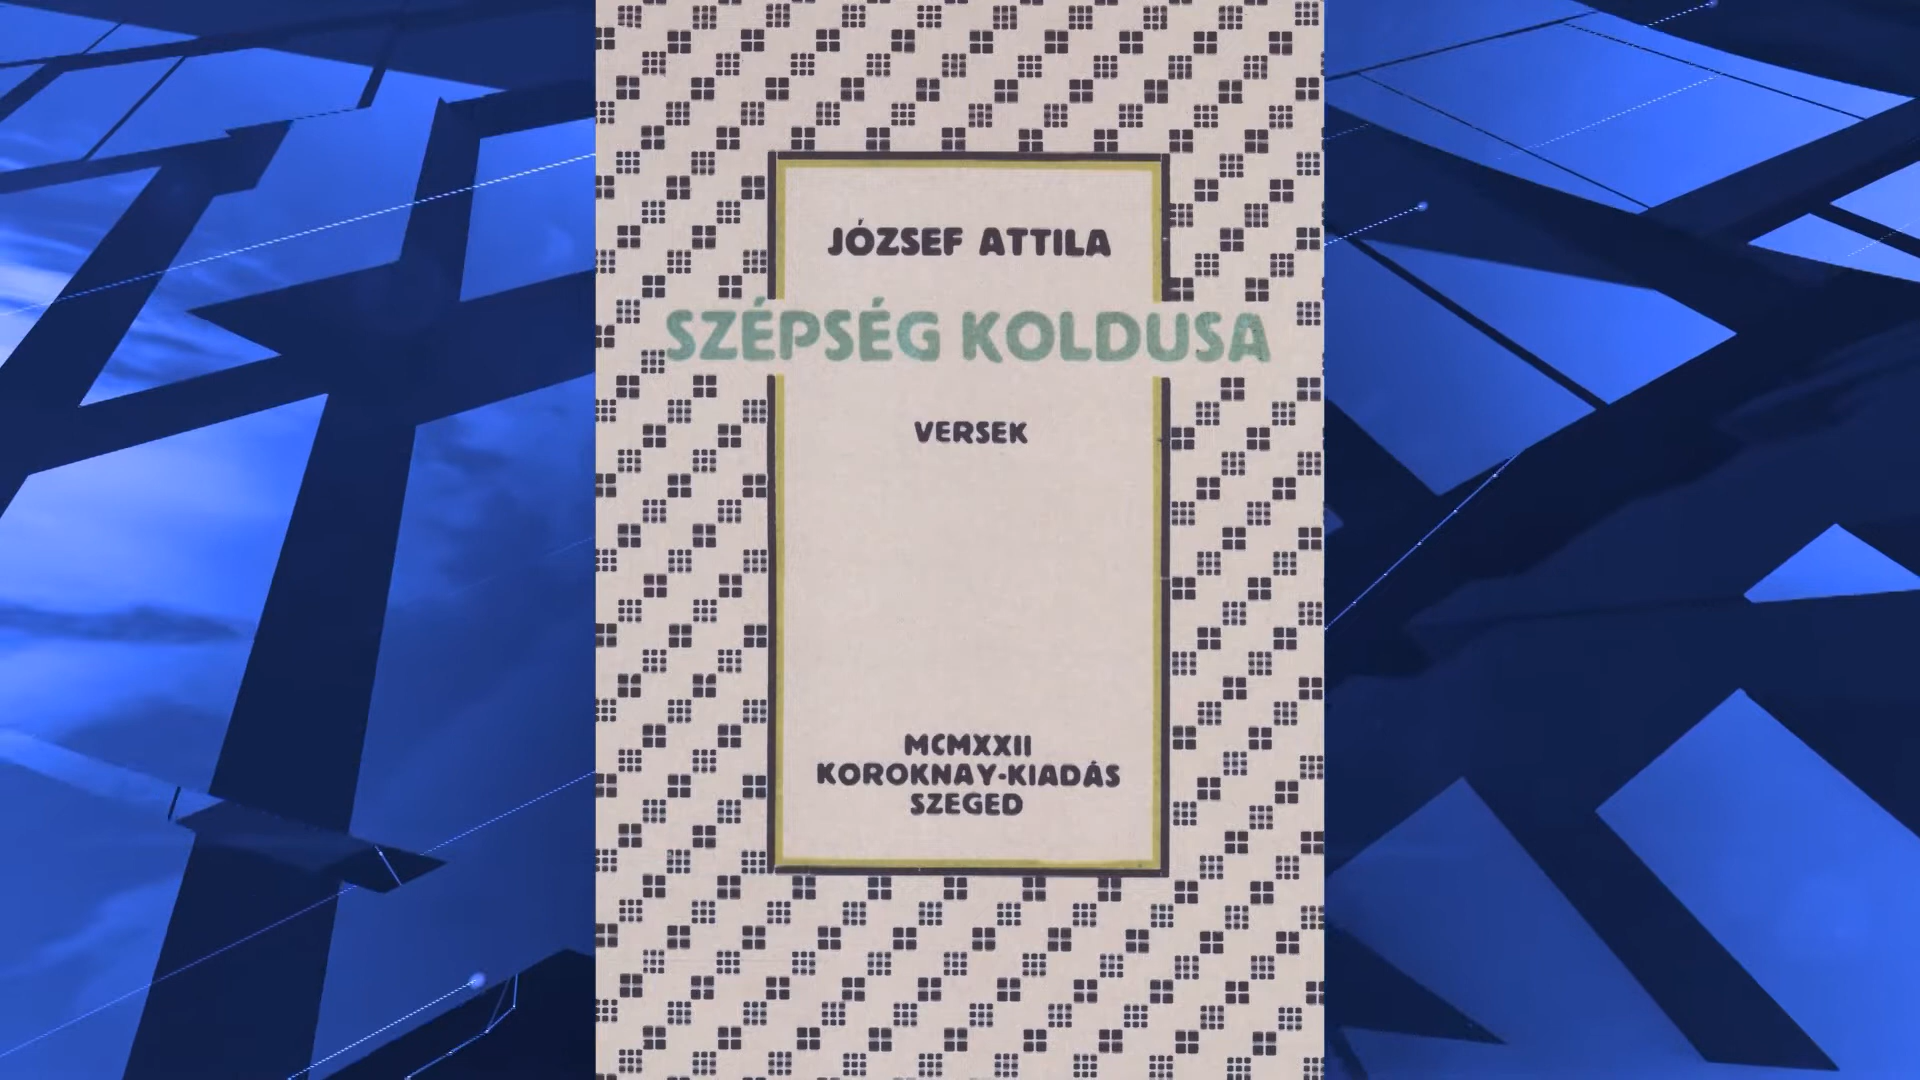 JÓZSEF ATTILA
SZÉPSÉG KOLDUSA
VERSEK
MCMXXII
KOROKNAY-KIADÁS
SZEGED